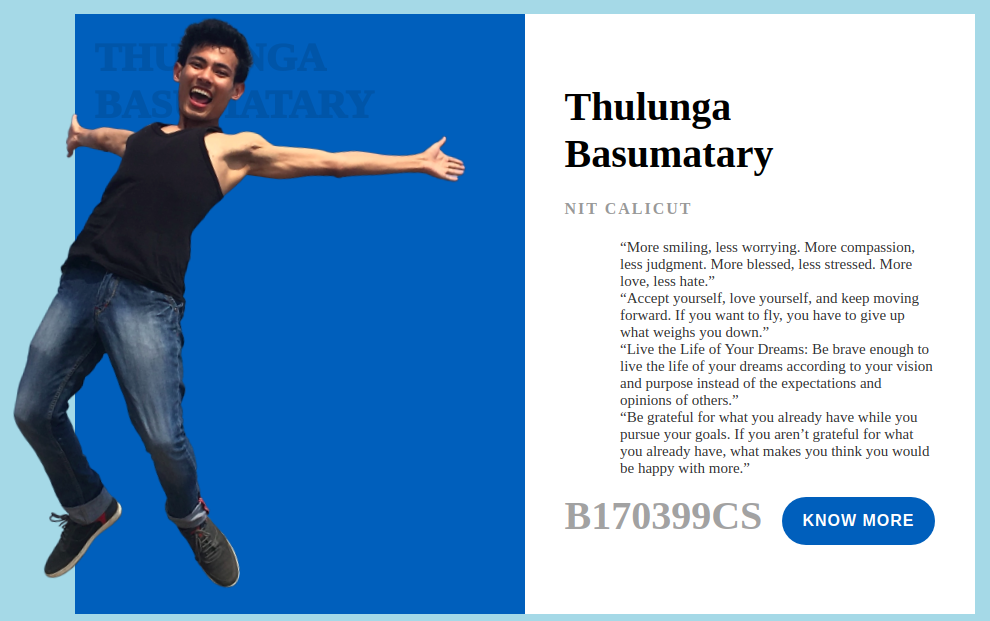 THULUNGA
BASUMATARY
Thulunga
Basumatary
NIT CALICUT
“More smiling, less worrying. More compassion,
less judgment. More blessed, less stressed. More
love, less hate.”
“Accept yourself, love yourself, and keep moving
forward. If you want to fly, you have to give up
what weighs you down.”
“Live the Life of Your Dreams: Be brave enough to
live the life of your dreams according to your vision
and purpose instead of the expectations and
opinions of others.”
“Be grateful for what you already have while you
pursue your goals. If you aren’t grateful for what
you already have, what makes you think you would
be happy with more.”
B170399CS
KNOW MORE